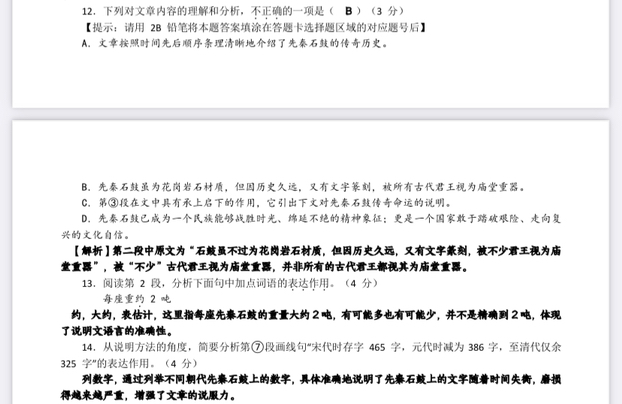 12. 下列对文章内容的理解和分析，不正确的一项是（ B ）（3 分）
【提示：请用 2B 铅笔将本题答案填涂在答题卡选择题区域的对应题号后】
A. 文章按照时间先后顺序条理清晰地介绍了先秦石鼓的传奇历史。
B. 先秦石鼓虽为花岗岩石材质，但因历史久远，又有文字篆刻，被所有古代君王视为庙堂重器。
C. 第③段在文中具有承上启下的作用，它引出下文对先秦石鼓传奇命运的说明。
D. 先秦石鼓已成为一个民族能够战胜时光、绵延不绝的精神象征；更是一个国家敢于踏破艰险、走向复
兴的文化自信。
【解析】第二段中原文为“石鼓虽不过为花岗岩石材质，但因历史久远，又有文字篆刻，被不少君王视为庙
堂重器”，被“不少”古代君王视为庙堂重器，并非所有的古代君王都视其为庙堂重器。
13. 阅读第 2 段，分析下面句中加点词语的表达作用。（4 分）
每座重约 2 吨
约，大约，表估计，这里指每座先秦石鼓的重量大约2吨，有可能多也有可能少，并不是精确到2吨，体现
了说明文语言的准确性。
14. 从说明方法的角度，简要分析第⑦段画线句“宋代时存字 465 字，元代时减为 386 字，至清代仅余
325 字”的表达作用。（4 分）
列数字，通过列举不同朝代先秦石鼓上的数字，具体准确地说明了先秦石鼓上的文字随着时间失衡，磨损
得越来越严重，增强了文章的说服力。